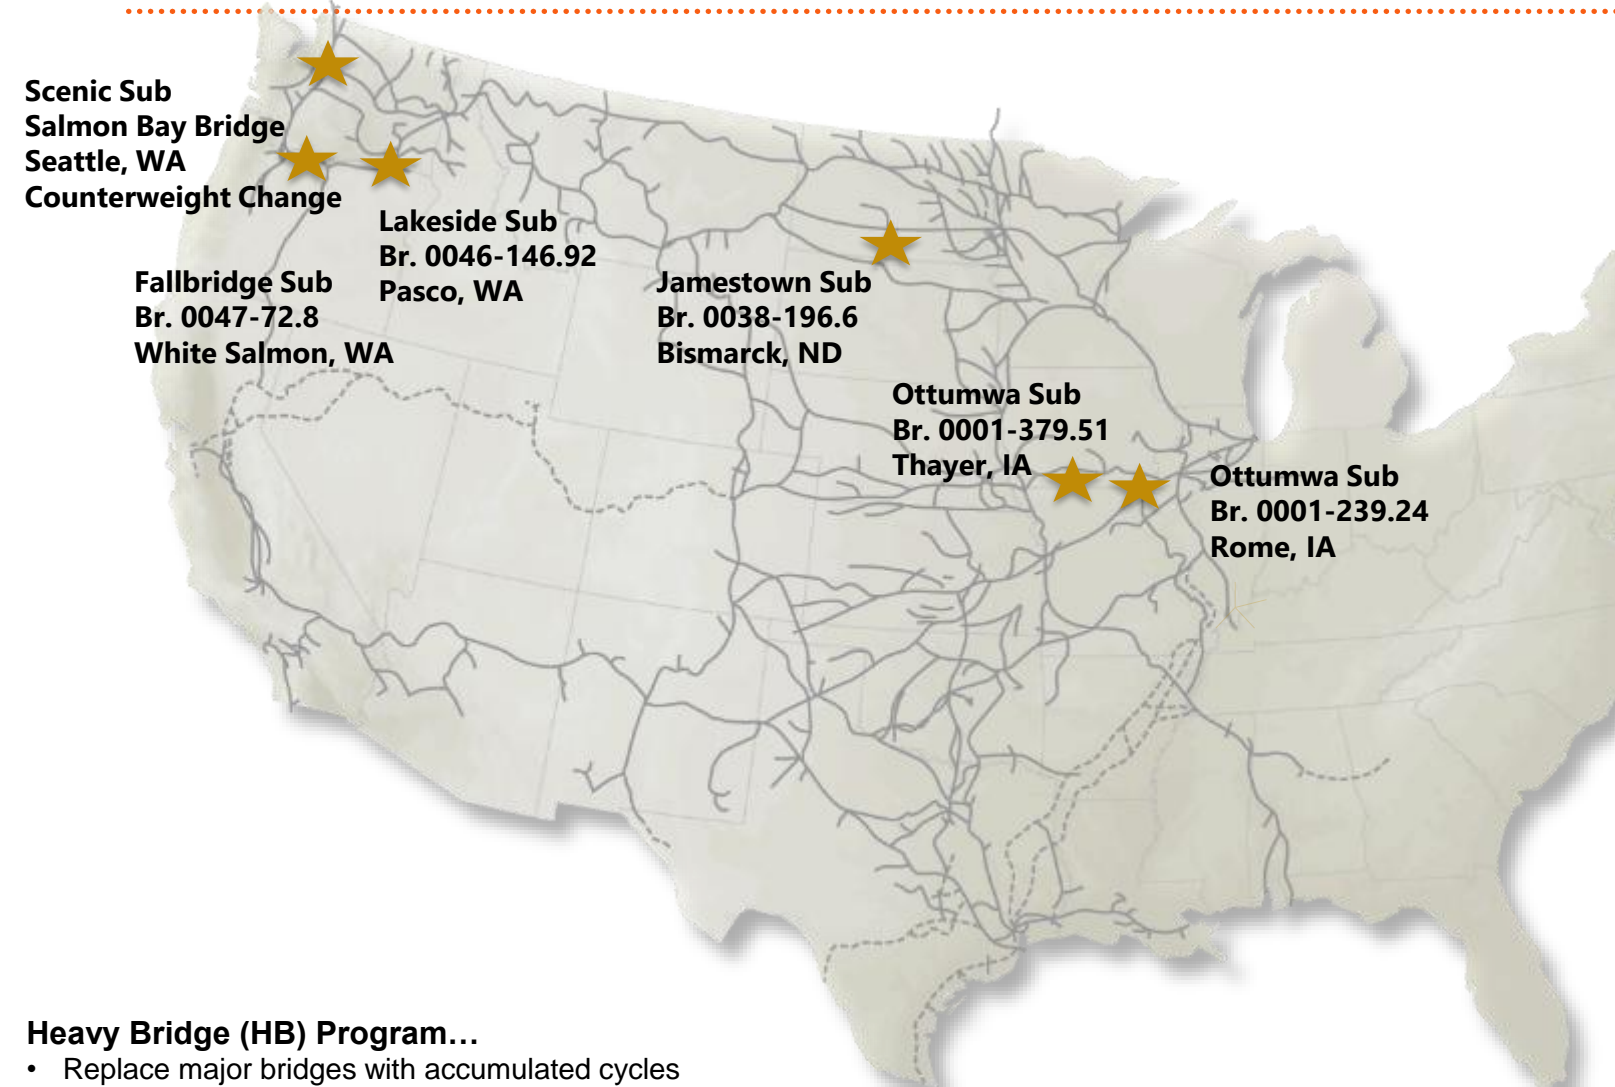 Scenic Sub
Salmon Bay Bridge
Seattle, WA
Counterweight Change
Lakeside Sub
Br. 0046-146.92
Pasco, WA
Fallbridge Sub
Br. 0047-72.8
White Salmon, WA
Jamestown Sub
Br. 0038-196.6
Bismarck, ND
Ottumwa Sub
Br. 0001-379.51
Thayer, IA
Ottumwa Sub
Br. 0001-239.24
Rome, IA
Heavy Bridge (HB) Program…
• Replace major bridges with accumulated cycles